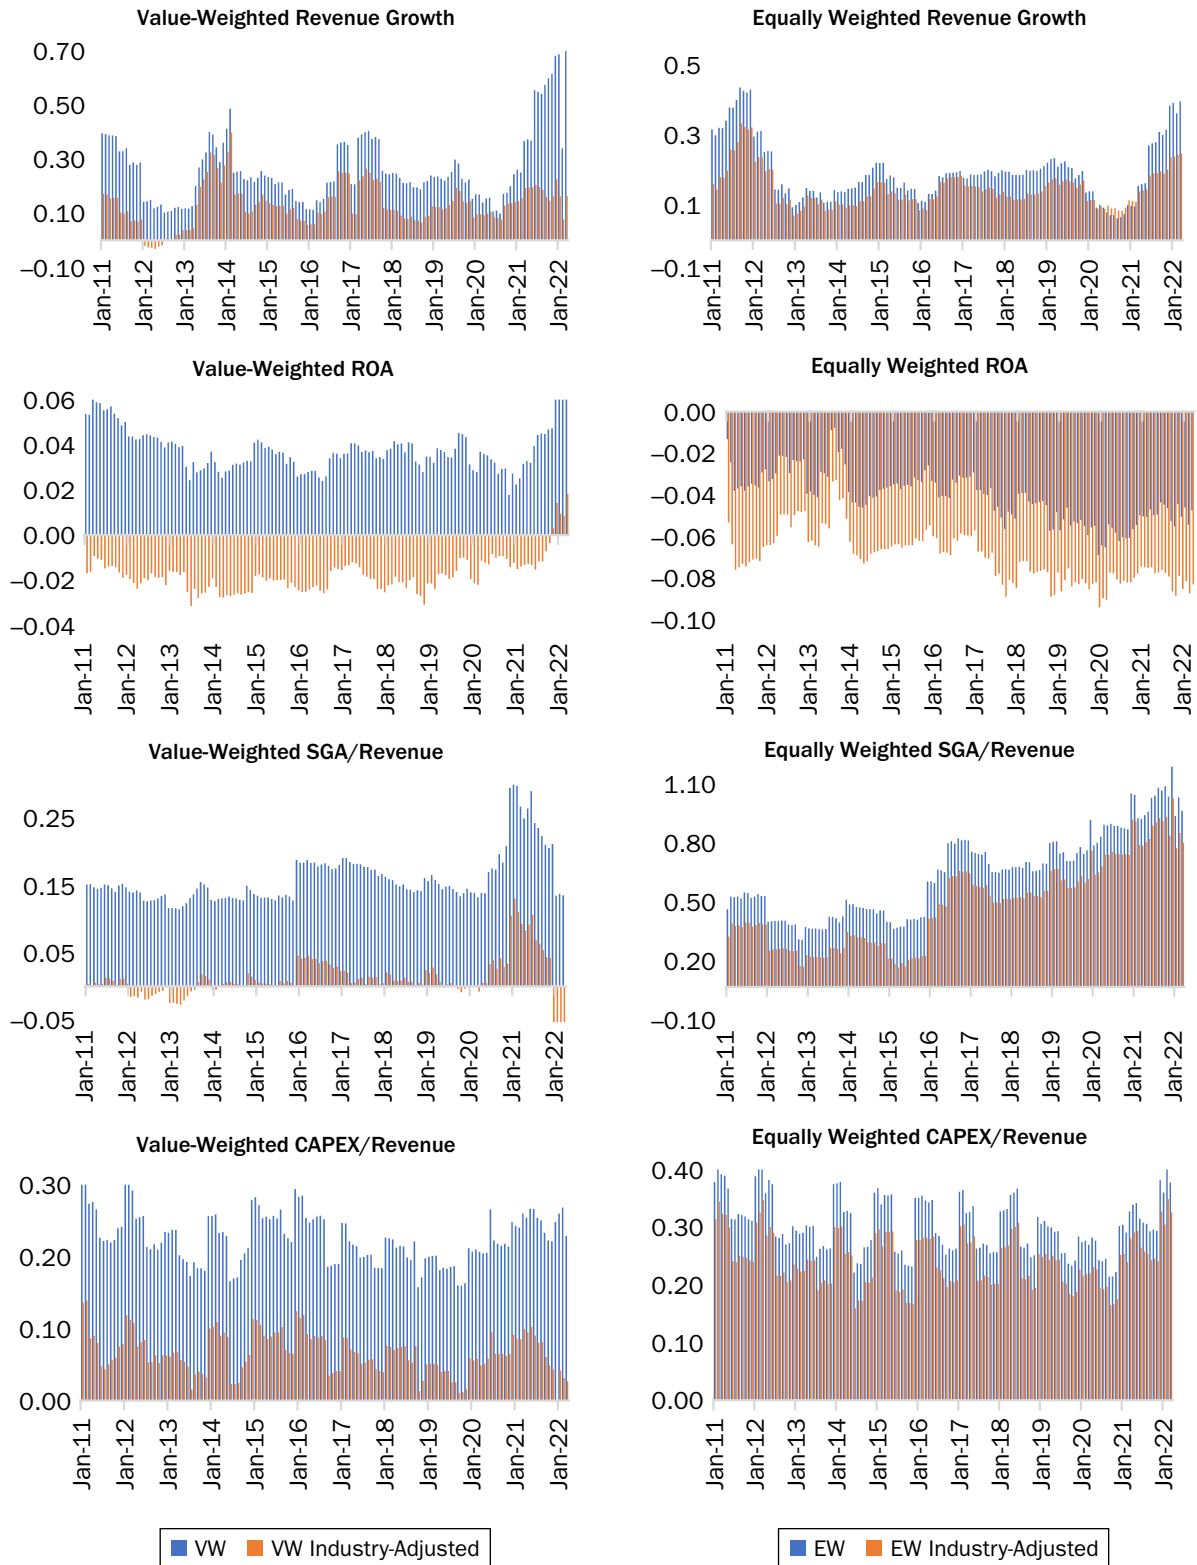 Value-Weighted Revenue Growth
0.70
0.50
0.30
0.10
–0.10
Jan-11
Jan-12
Jan-13
Jan-14
Jan-15
Jan-16
Jan-17
Jan-18
Jan-19
Jan-20
Jan-21
Jan-22
Equally Weighted Revenue Growth
0.5
0.3
0.1
–0.1
Jan-11
Jan-12
Jan-13
Jan-14
Jan-15
Jan-16
Jan-17
Jan-18
Jan-19
Jan-20
Jan-21
Jan-22
Value-Weighted ROA
0.06
0.04
0.02
0.00
–0.02
–0.04
Jan-11
Jan-12
Jan-13
Jan-14
Jan-15
Jan-16
Jan-17
Jan-18
Jan-19
Jan-20
Jan-21
Jan-22
Equally Weighted ROA
0.00
–0.02
–0.04
–0.06
–0.08
–0.10
Jan-11
Jan-12
Jan-13
Jan-14
Jan-15
Jan-16
Jan-17
Jan-18
Jan-19
Jan-20
Jan-21
Jan-22
Value-Weighted SGA/Revenue
0.25
0.15
0.05
–0.05
Jan-11
Jan-12
Jan-13
Jan-14
Jan-15
Jan-16
Jan-17
Jan-18
Jan-19
Jan-20
Jan-21
Jan-22
Equally Weighted SGA/Revenue
1.10
0.80
0.50
0.20
–0.10
Jan-11
Jan-12
Jan-13
Jan-14
Jan-15
Jan-16
Jan-17
Jan-18
Jan-19
Jan-20
Jan-21
Jan-22
Value-Weighted CAPEX/Revenue
0.30
0.20
0.10
0.00
Jan-11
Jan-12
Jan-13
Jan-14
Jan-15
Jan-16
Jan-17
Jan-18
Jan-19
Jan-20
Jan-21
Jan-22
Equally Weighted CAPEX/Revenue
0.40
0.30
0.20
0.10
0.00
Jan-11
Jan-12
Jan-13
Jan-14
Jan-15
Jan-16
Jan-17
Jan-18
Jan-19
Jan-20
Jan-21
Jan-22
VW VW Industry-Adjusted
EW EW Industry-Adjusted